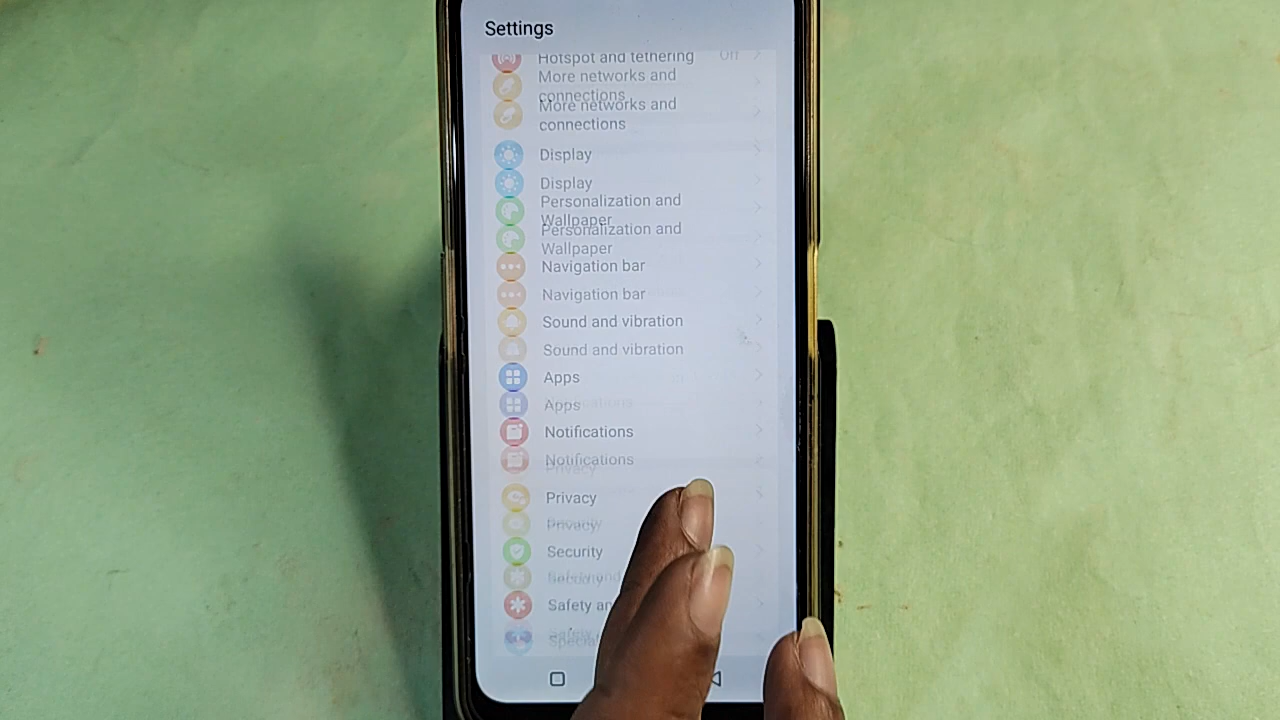 Settings
Hotspot and tethering Off
More networks and
connections
More networks and
connections
Display
Display
Personalization and
Wallpaper
Personalization and
Wallpaper
Navigation bar
Navigation bar
Sound and vibration
Sound and vibration
Apps
Apps
Notifications
Notifications
Privacy
Privacy
Security
Security
Safety an